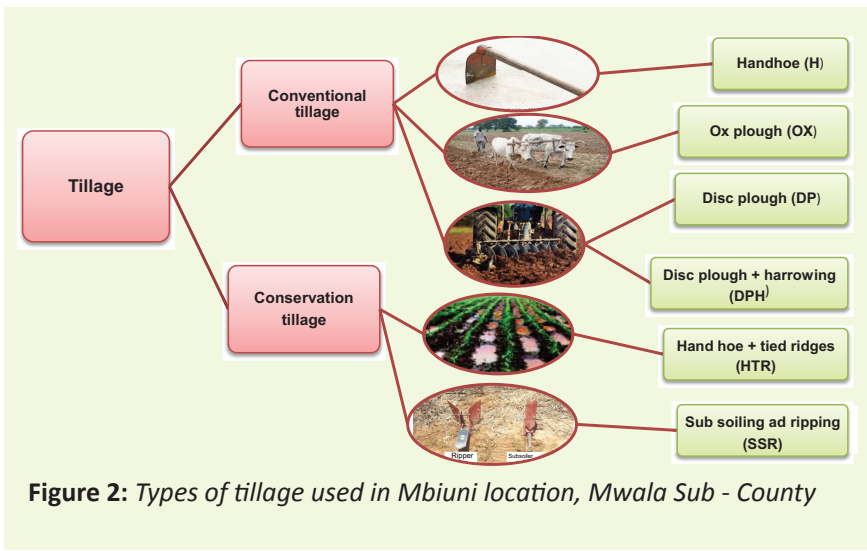 Tillage
Conventional
tillage
Conservation
tillage
Handhoe (H)
Ox plough (OX)
Disc plough (DP)
Disc plough + harrowing
(DPH)
Hand hoe + tied ridges
(HTR)
Sub soiling ad ripping
(SSR)
Ripper
Subsoiler
Figure 2: Types of tillage used in Mbiuni location, Mwala Sub - County